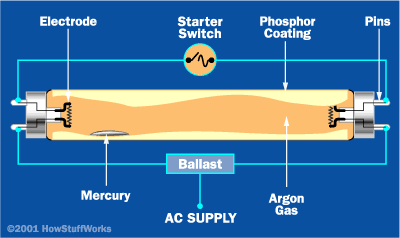 Electrode
Starter
Switch
Phosphor
Coating
Pins
Mercury
Ballast
AC SUPPLY
Argon
Gas
©2001 HowStuffWorks